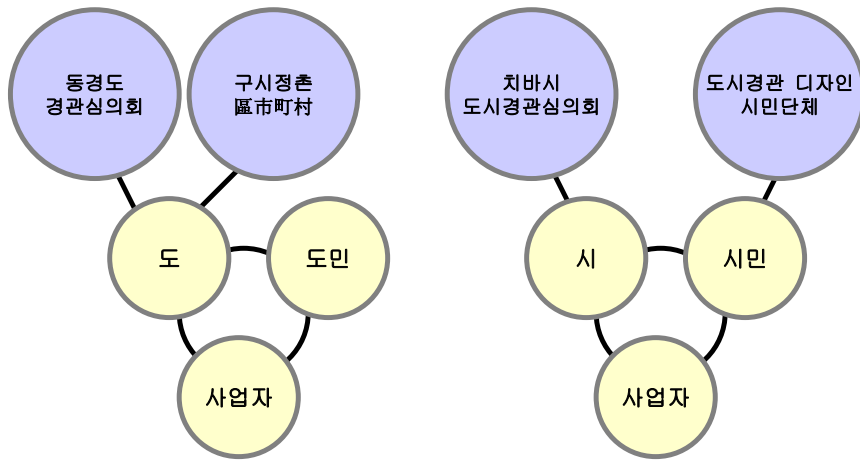 동경도
경관심의회
구시정촌
區市町村
치바시
도시경관심의회
도시경관 디자인
시민단체
도
도민
시
시민
사업자
사업자